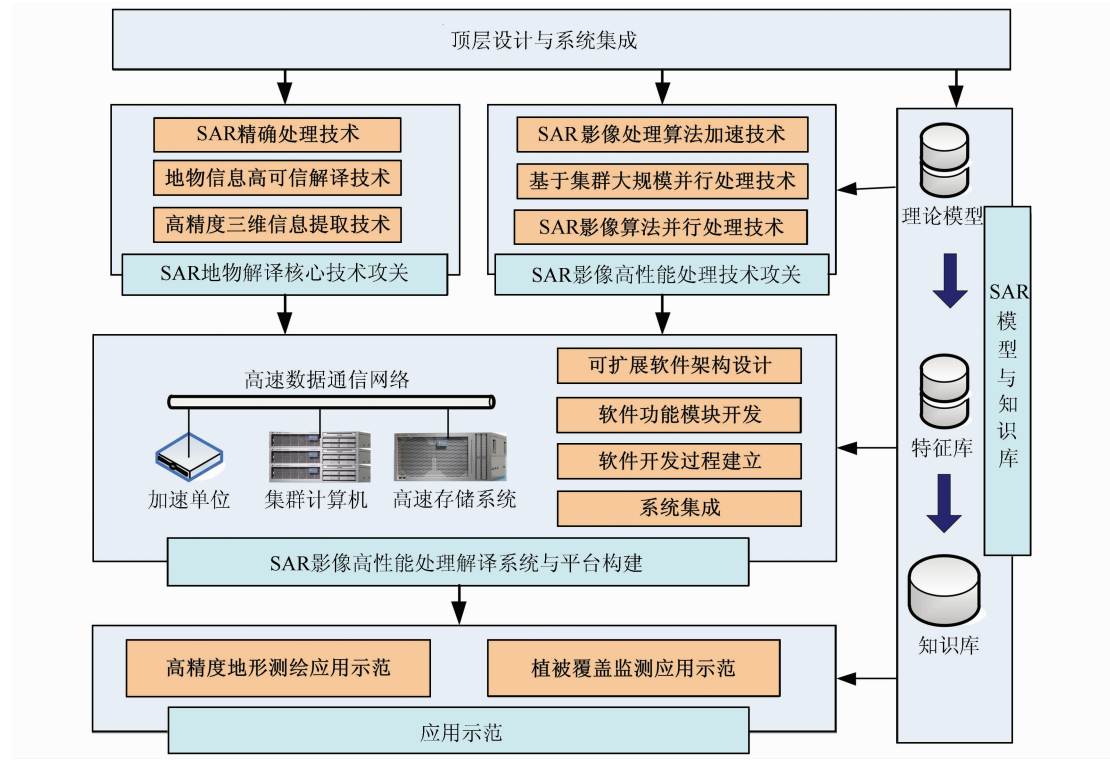 顶层设计与系统集成
SAR精确处理技术
地物信息高可信解译技术
高精度三维信息提取技术
SAR地物解译核心技术攻关
SAR影像处理算法加速技术
基于集群大规模并行处理技术
SAR影像算法并行处理技术
SAR影像高性能处理技术攻关
理论模型
特征库
知识库
SAR
模
型
与
知
识
库
高速数据通信网络
加速单位
集群计算机
高速存储系统
可扩展软件架构设计
软件功能模块开发
软件开发过程建立
系统集成
SAR影像高性能处理解译系统与平台构建
高精度地形测绘应用示范
植被覆盖监测应用示范
应用示范